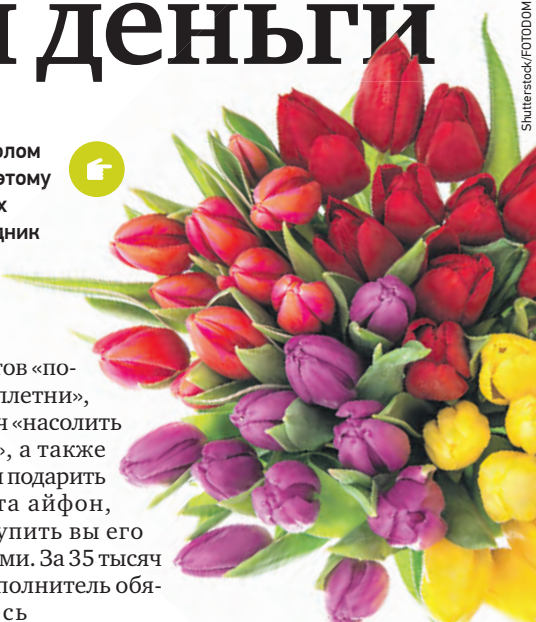 и деньги
Shutterstock/FOTODOM
олом
этому
х
дник
тов «по-
плетни»,
ч «насолить
», а также
и подарить
та айфон,
упить вы его
ми. За 35 тысяч
полнитель обя-
сь